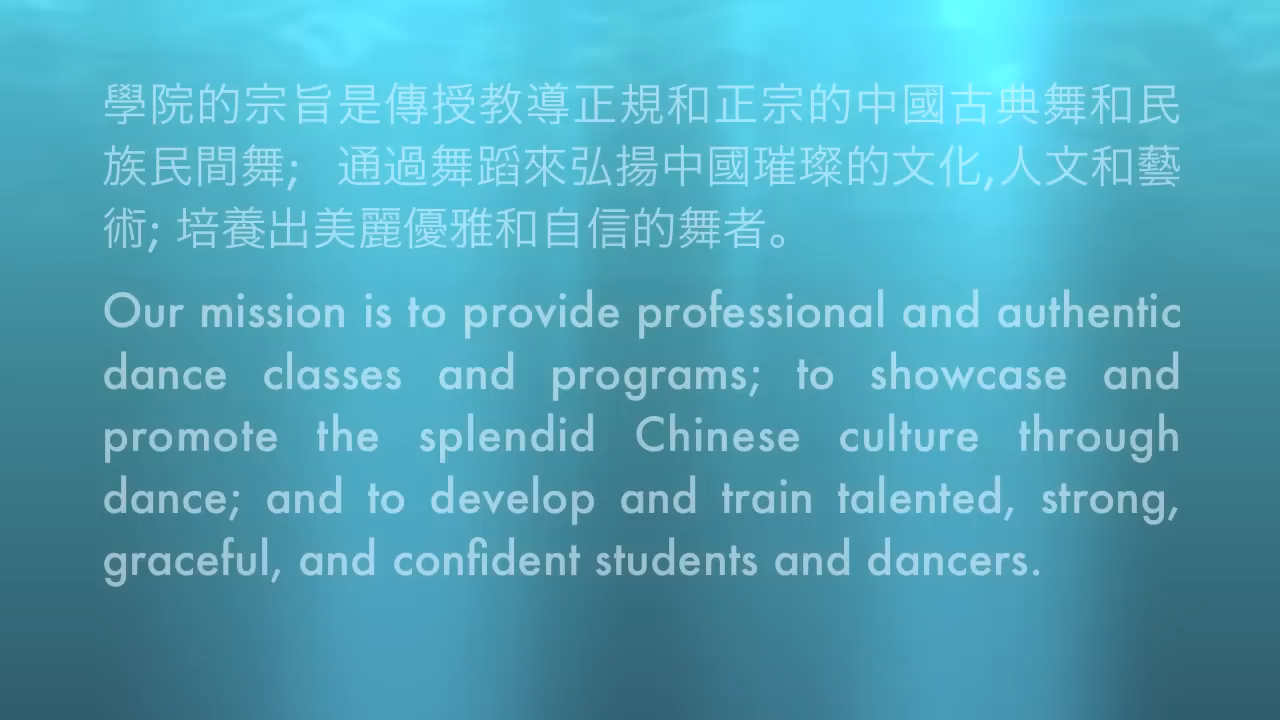 學院的宗旨是傳授教導正規和正宗的中國古典舞和民
族民間舞; 通過舞蹈來弘揚中國璀璨的文化,人文和藝
術; 培養出美麗優雅和自信的舞者。
Our mission is to provide professional and authentic
dance classes and programs; to showcase and
promote the splendid Chinese culture through
dance; and to develop and train talented, strong,
graceful, and confident students and dancers.